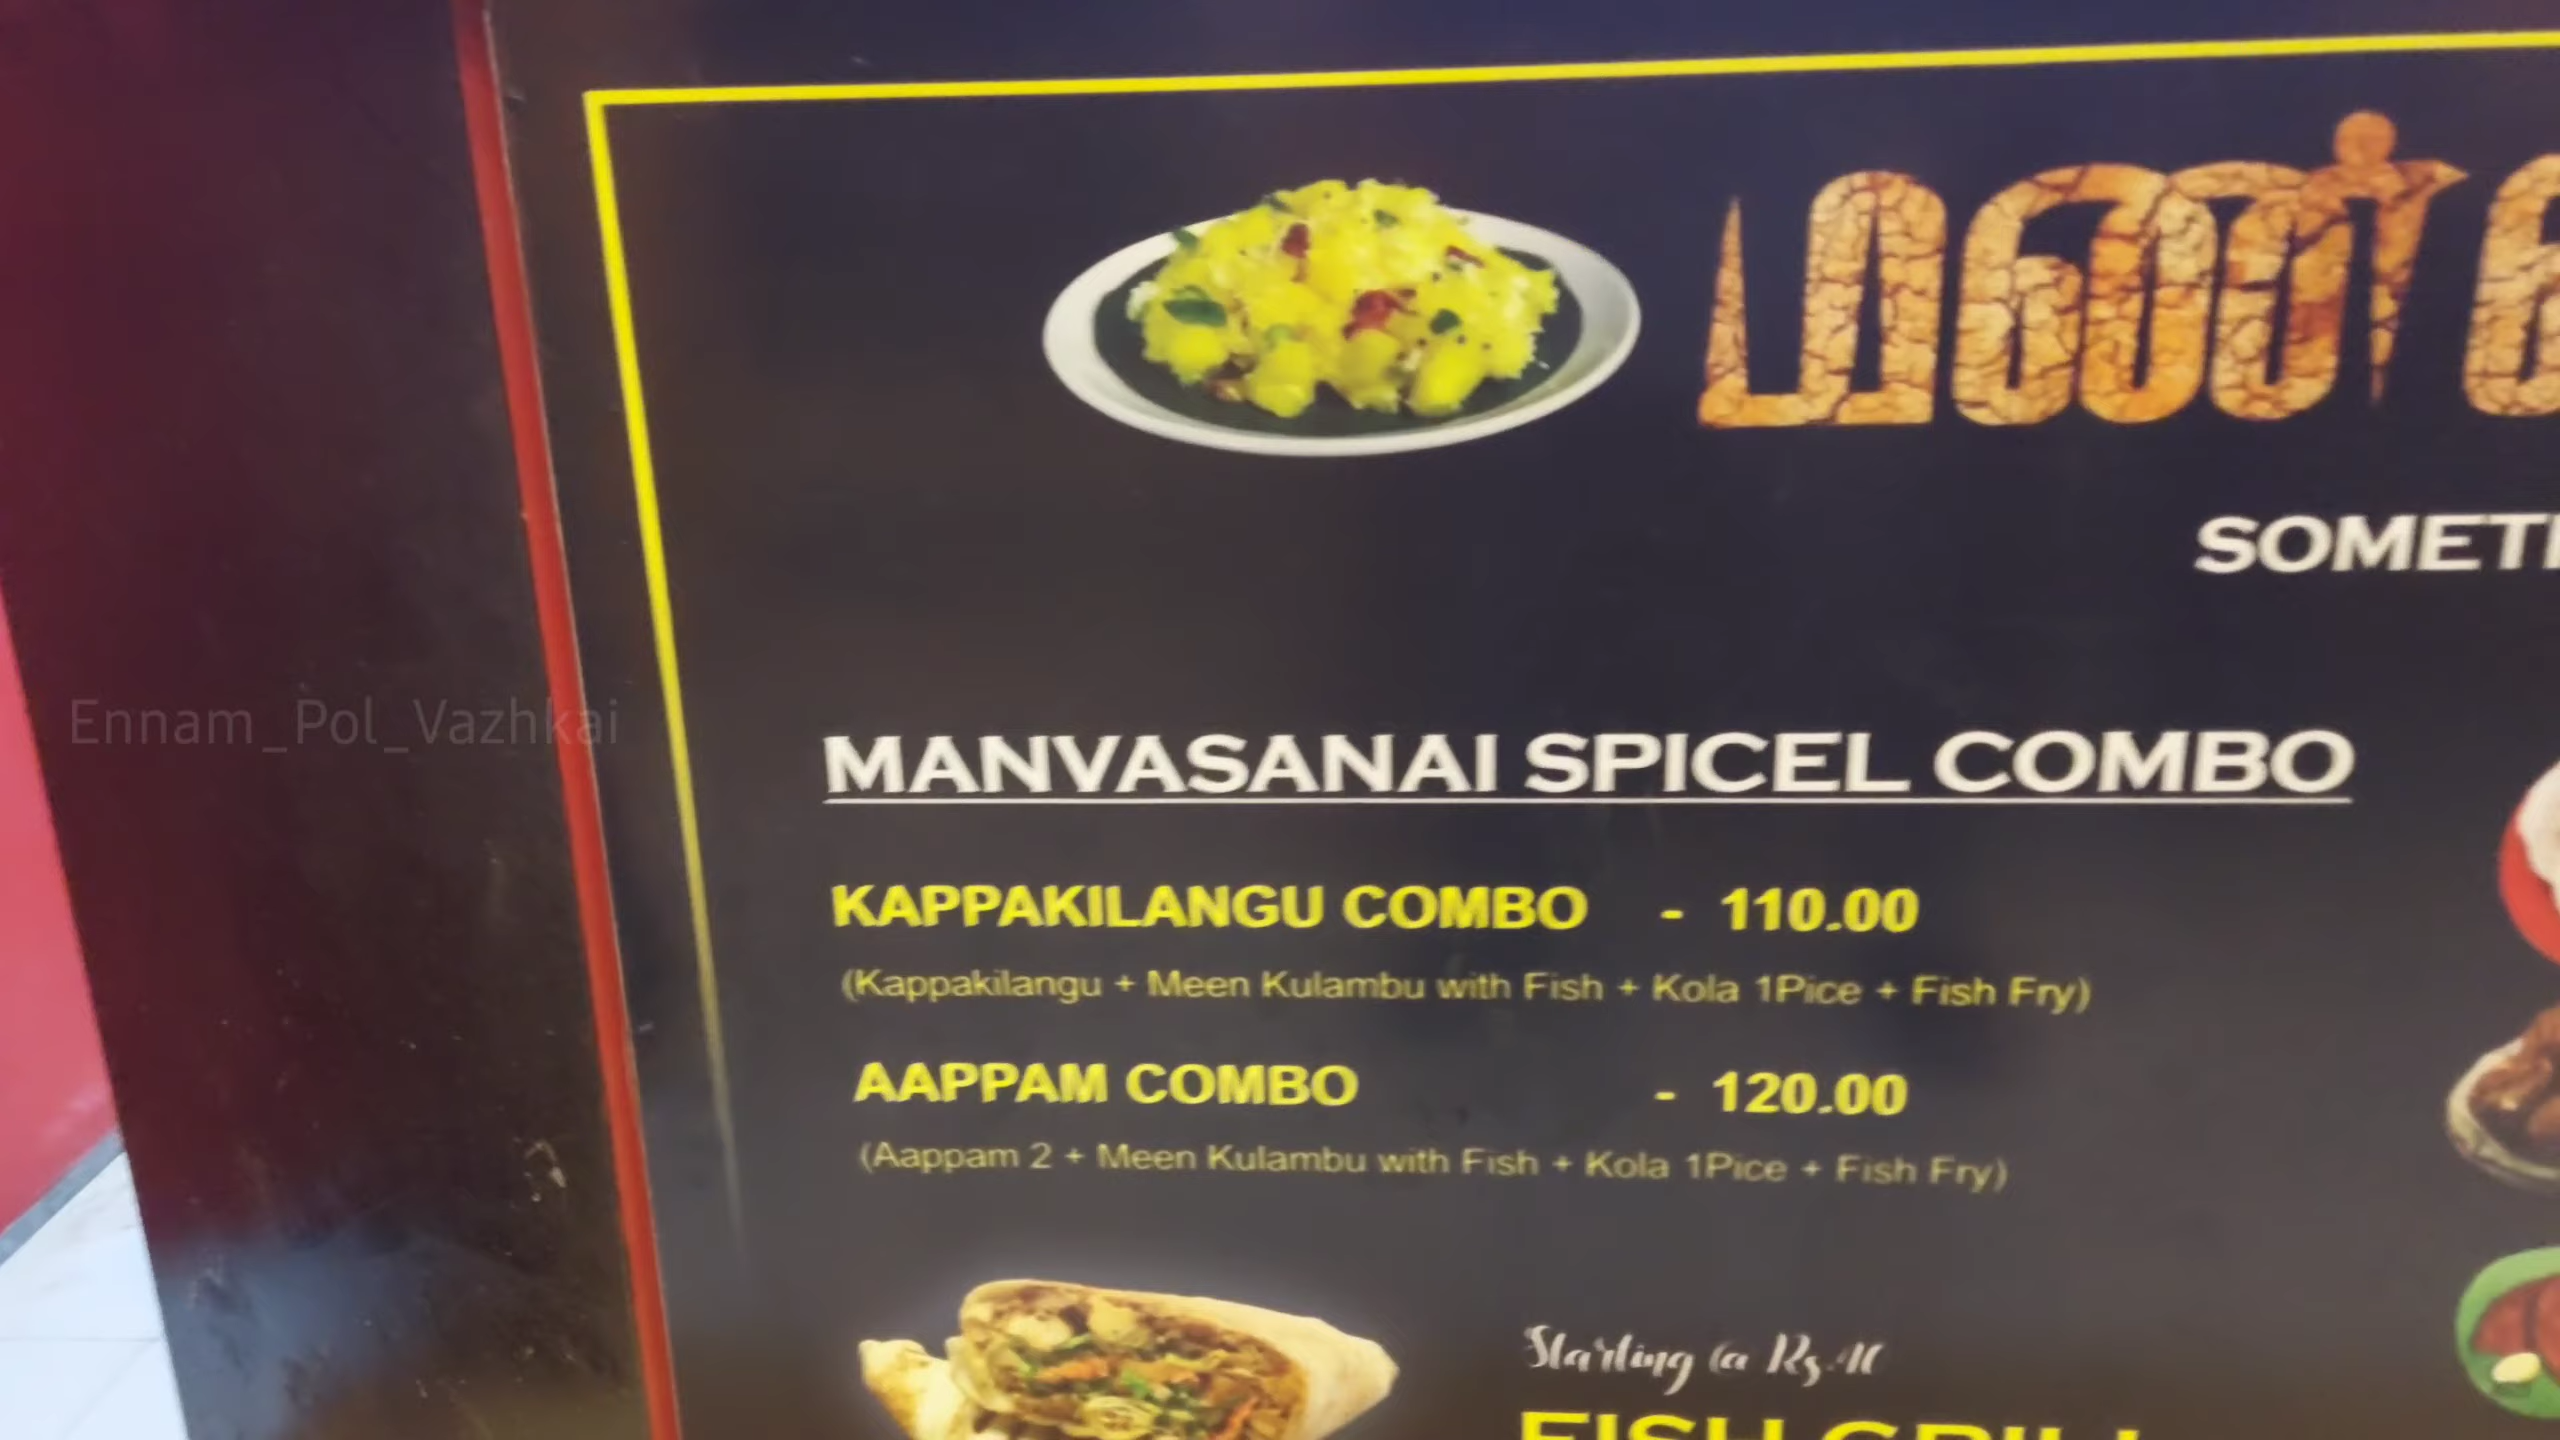 மண்
SOMETI
MANVASANAI SPICEL COMBO
KAPPAKILANGU COMBO - 110.00
(Kappakilangu + Meen Kulambu with Fish + Kola 1Pice + Fish Fry)
AAPPAM COMBO - 120.00
(Aappam 2 + Meen Kulambu with Fish + Kola 1Pice + Fish Fry)
Starting @ Rs.
FISH GRILL
Ennam_Pol_Vazhkai